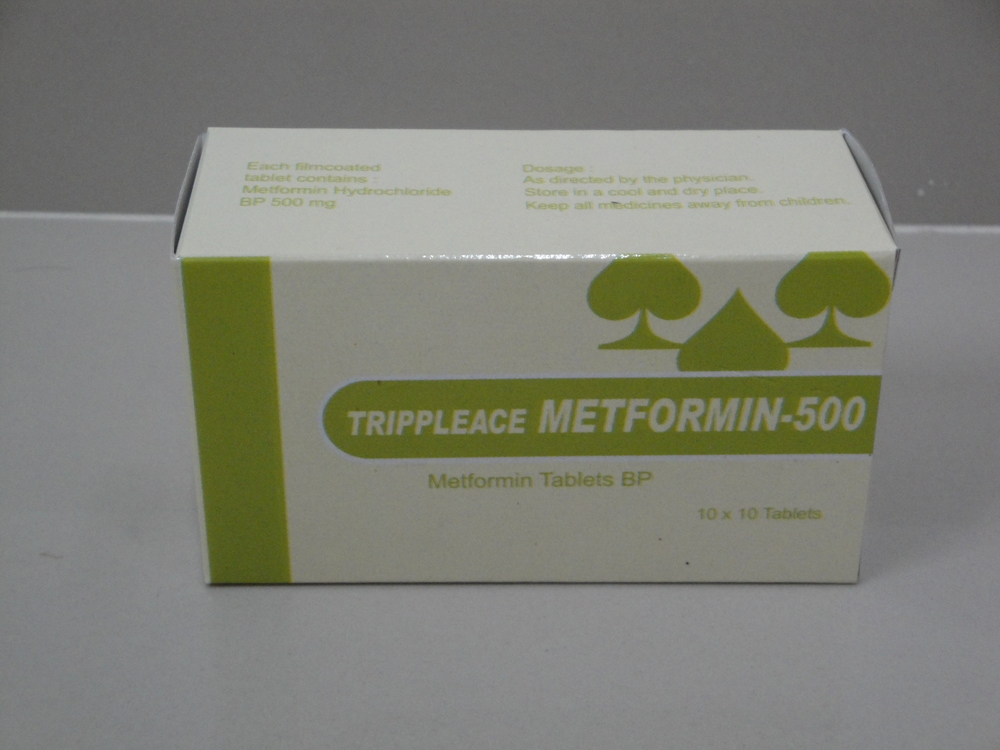 Each filmcoated
tablet contains :
Metformin Hydrochloride
BP 500 mg
Dosage :
As directed by the physician.
Store in a cool and dry place.
Keep all medicines away from children.
TRIPPLEACE METFORMIN-500
Metformin Tablets BP
10 x 10 Tablets